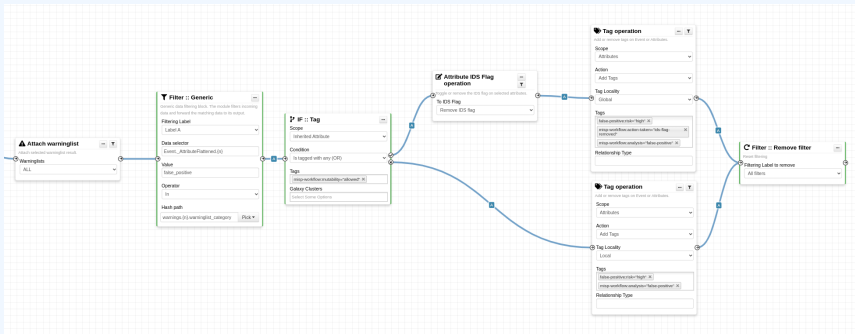 Attach warninglist
Attach selected warninglist result
Warninglists
ALL
Filter :: Generic
Generic data filtering block. The module filters incoming
data and forward the matching data to its output
Filtering Label
Label A
Data selector
Event._AttributeFlattened.{n}
Value
false_positive
Operator
In
Hash path
warnings.{n}.warninglist_category
Pick
IF :: Tag
Scope
Inherited Attribute
Condition
Is tagged with any (OR)
Tags
misp-workflow:mutability="allowed"
Galaxy Clusters
Select Some Options
Attribute IDS Flag
operation
Toggle or remove the IDS flag on selected attributes
To IDS Flag
Remove IDS flag
Tag operation
Add or remove tags on Event or Attributes.
Scope
Attributes
Action
Add Tags
Tag Locality
Global
Tags
false-positive:risk="high"
misp-workflow:action-taken="ids-flag-
removed"
misp-workflow:analysis="false-positive"
Relationship Type
Tag operation
Add or remove tags on Event or Attributes.
Scope
Attributes
Action
Add Tags
Tag Locality
Local
Tags
false-positive:risk="high"
misp-workflow:analysis="false-positive"
Relationship Type
Filter :: Remove filter
Reset filtering
Filtering Label to remove
All filters